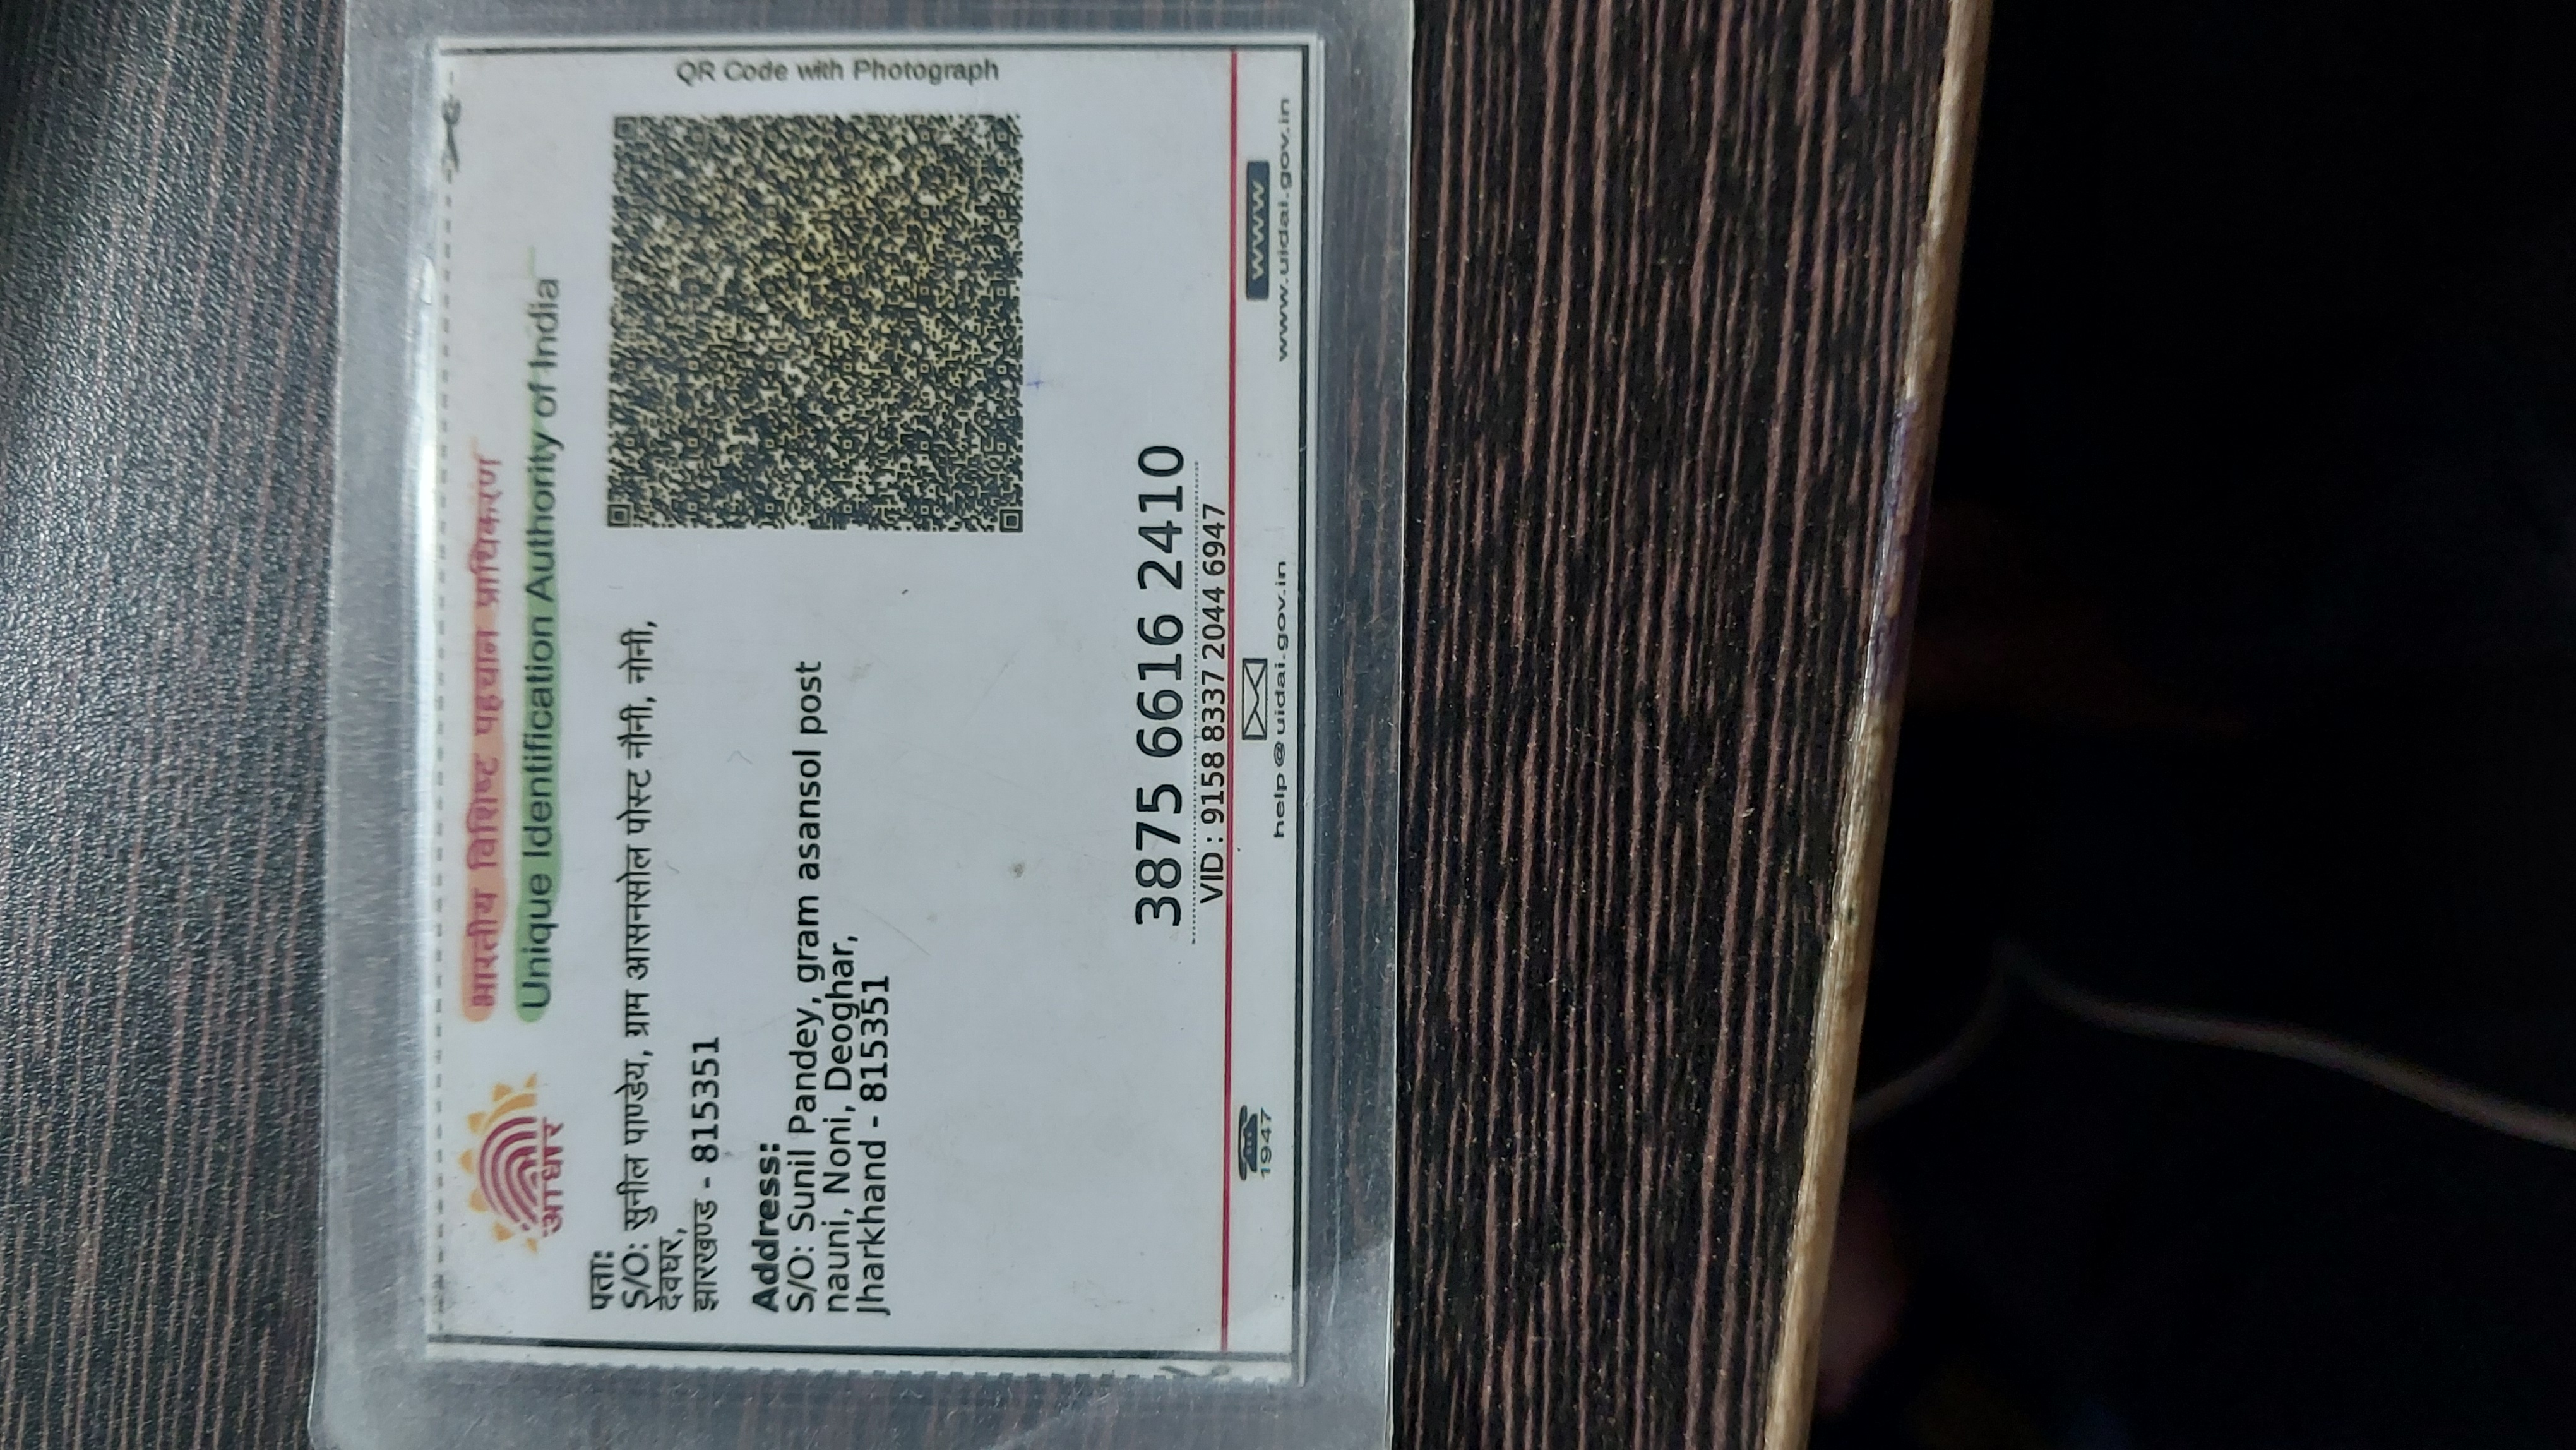 भारतीय विशिष्ट पहचान प्राधिकरण
Unique Identification Authority of India
आधार
QR Code with Photograph
पता:
S/O: सुनील पाण्डेय, ग्राम आसनसोल पोस्ट नौनी, नोनी,
देवघर,
झारखण्ड - 815351
Address:
S/O: Sunil Pandey, gram asansol post
nauni, Noni, Deoghar,
Jharkhand - 815351
3875 6616 2410
VID : 9158 8337 2044 6947
1947
help@uidai.gov.in
www
www.uidai.gov.in